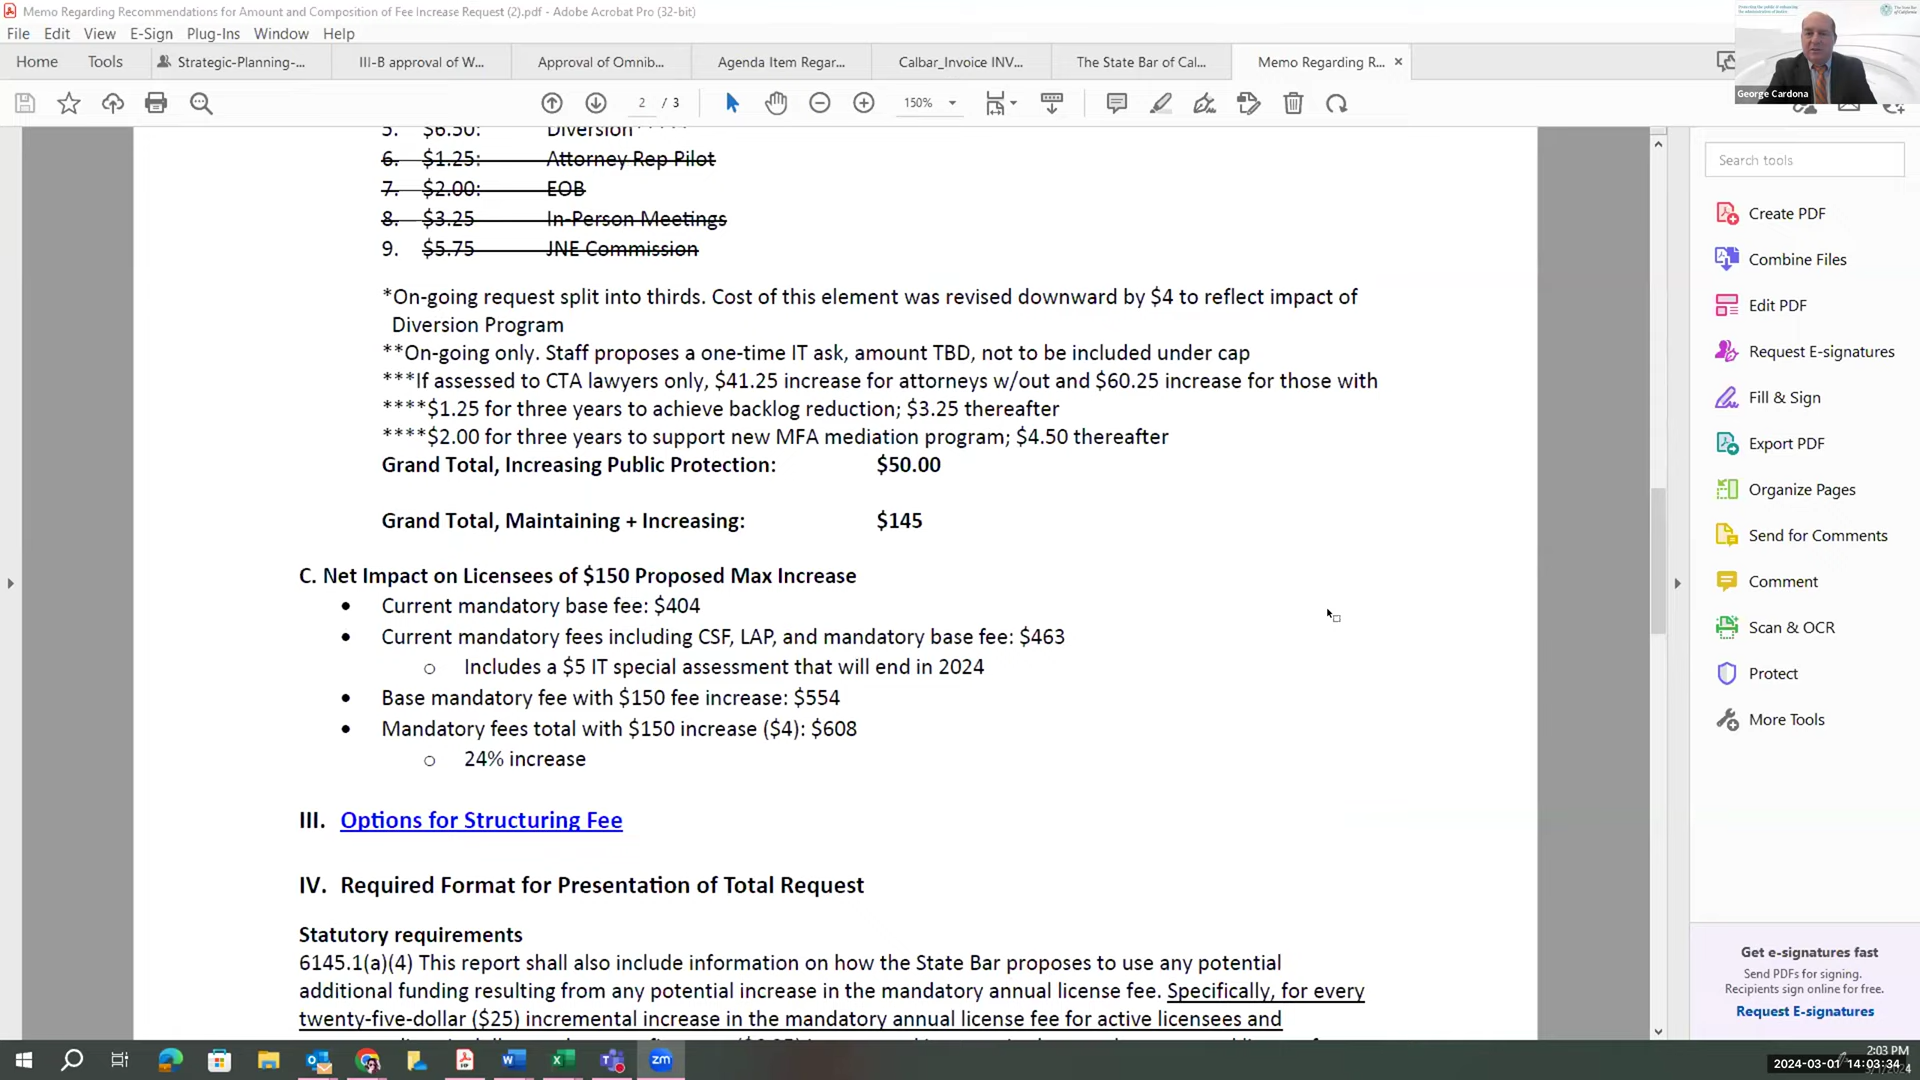 Memo Regarding Recommendations for Amount and Composition of Fee Increase Request (2).pdf - Adobe Acrobat Pro (32-bit)
File Edit View E-Sign Plug-Ins Window Help
Home Tools Strategic-Planning-... III-B approval of W... Approval of Omnib... Agenda Item Regar... Calbar_Invoice INV... The State Bar of Cal... Memo Regarding R... ×
2 / 3 150%
George Cardona
5. $6.50: Diversion*****
6. $1.25: Attorney Rep Pilot
7. $2.00: EOB
8. $3.25 In-Person Meetings
9. $5.75 JNE Commission
*On-going request split into thirds. Cost of this element was revised downward by $4 to reflect impact of
Diversion Program
**On-going only. Staff proposes a one-time IT ask, amount TBD, not to be included under cap
***If assessed to CTA lawyers only, $41.25 increase for attorneys w/out and $60.25 increase for those with
****$1.25 for three years to achieve backlog reduction; $3.25 thereafter
****$2.00 for three years to support new MFA mediation program; $4.50 thereafter
Grand Total, Increasing Public Protection: $50.00
Grand Total, Maintaining + Increasing: $145
C. Net Impact on Licensees of $150 Proposed Max Increase
• Current mandatory base fee: $404
• Current mandatory fees including CSF, LAP, and mandatory base fee: $463
o Includes a $5 IT special assessment that will end in 2024
• Base mandatory fee with $150 fee increase: $554
• Mandatory fees total with $150 increase ($4): $608
o 24% increase
III. Options for Structuring Fee
IV. Required Format for Presentation of Total Request
Statutory requirements
6145.1(a)(4) This report shall also include information on how the State Bar proposes to use any potential
additional funding resulting from any potential increase in the mandatory annual license fee. Specifically, for every
twenty-five-dollar ($25) incremental increase in the mandatory annual license fee for active licensees and
Search tools
Create PDF
Combine Files
Edit PDF
Request E-signatures
Fill & Sign
Export PDF
Organize Pages
Send for Comments
Comment
Scan & OCR
Protect
More Tools
Get e-signatures fast
Send PDFs for signing.
Recipients sign online for free.
Request E-signatures
zm
2:03 PM
2024-03-01 14:03:34